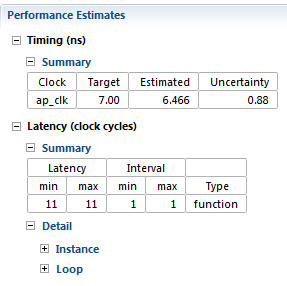 Performance Estimates
Timing (ns)
Summary
Clock Target Estimated Uncertainty
ap_clk 7.00 6.466 0.88
Latency (clock cycles)
Summary
Latency Interval
min max min max Type
11 11 1 1 function
Detail
Instance
Loop